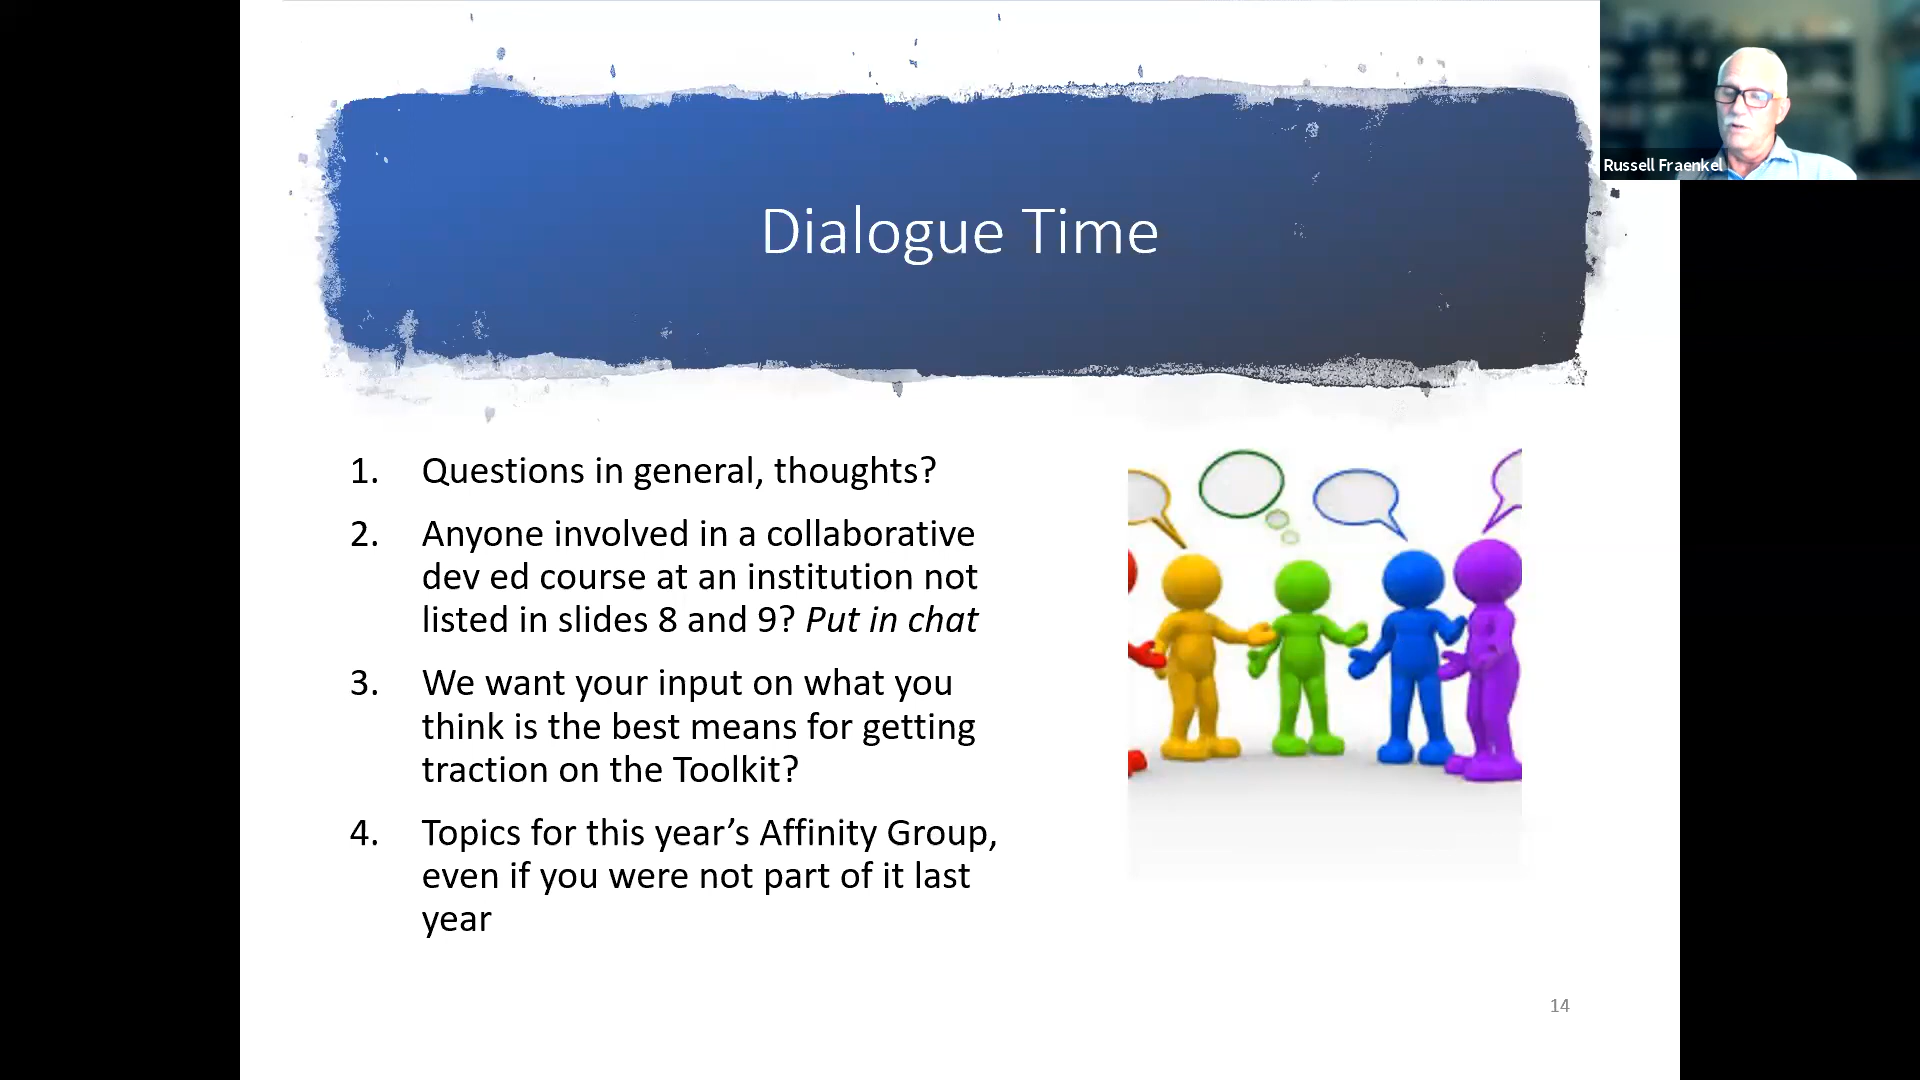 Dialogue Time
Russell Fraenkel
1. Questions in general, thoughts?
2. Anyone involved in a collaborative
dev ed course at an institution not
listed in slides 8 and 9? Put in chat
3. We want your input on what you
think is the best means for getting
traction on the Toolkit?
4. Topics for this year’s Affinity Group,
even if you were not part of it last
year
14